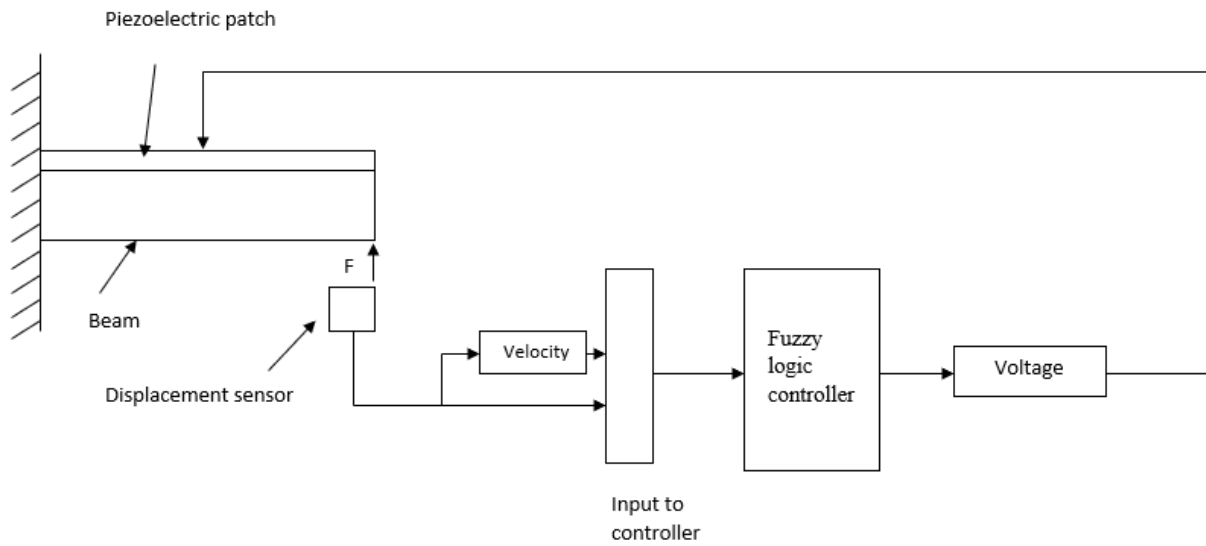 Piezoelectric patch
F
Beam
Displacement sensor
Velocity
Fuzzy
logic
controller
Voltage
Input to
controller